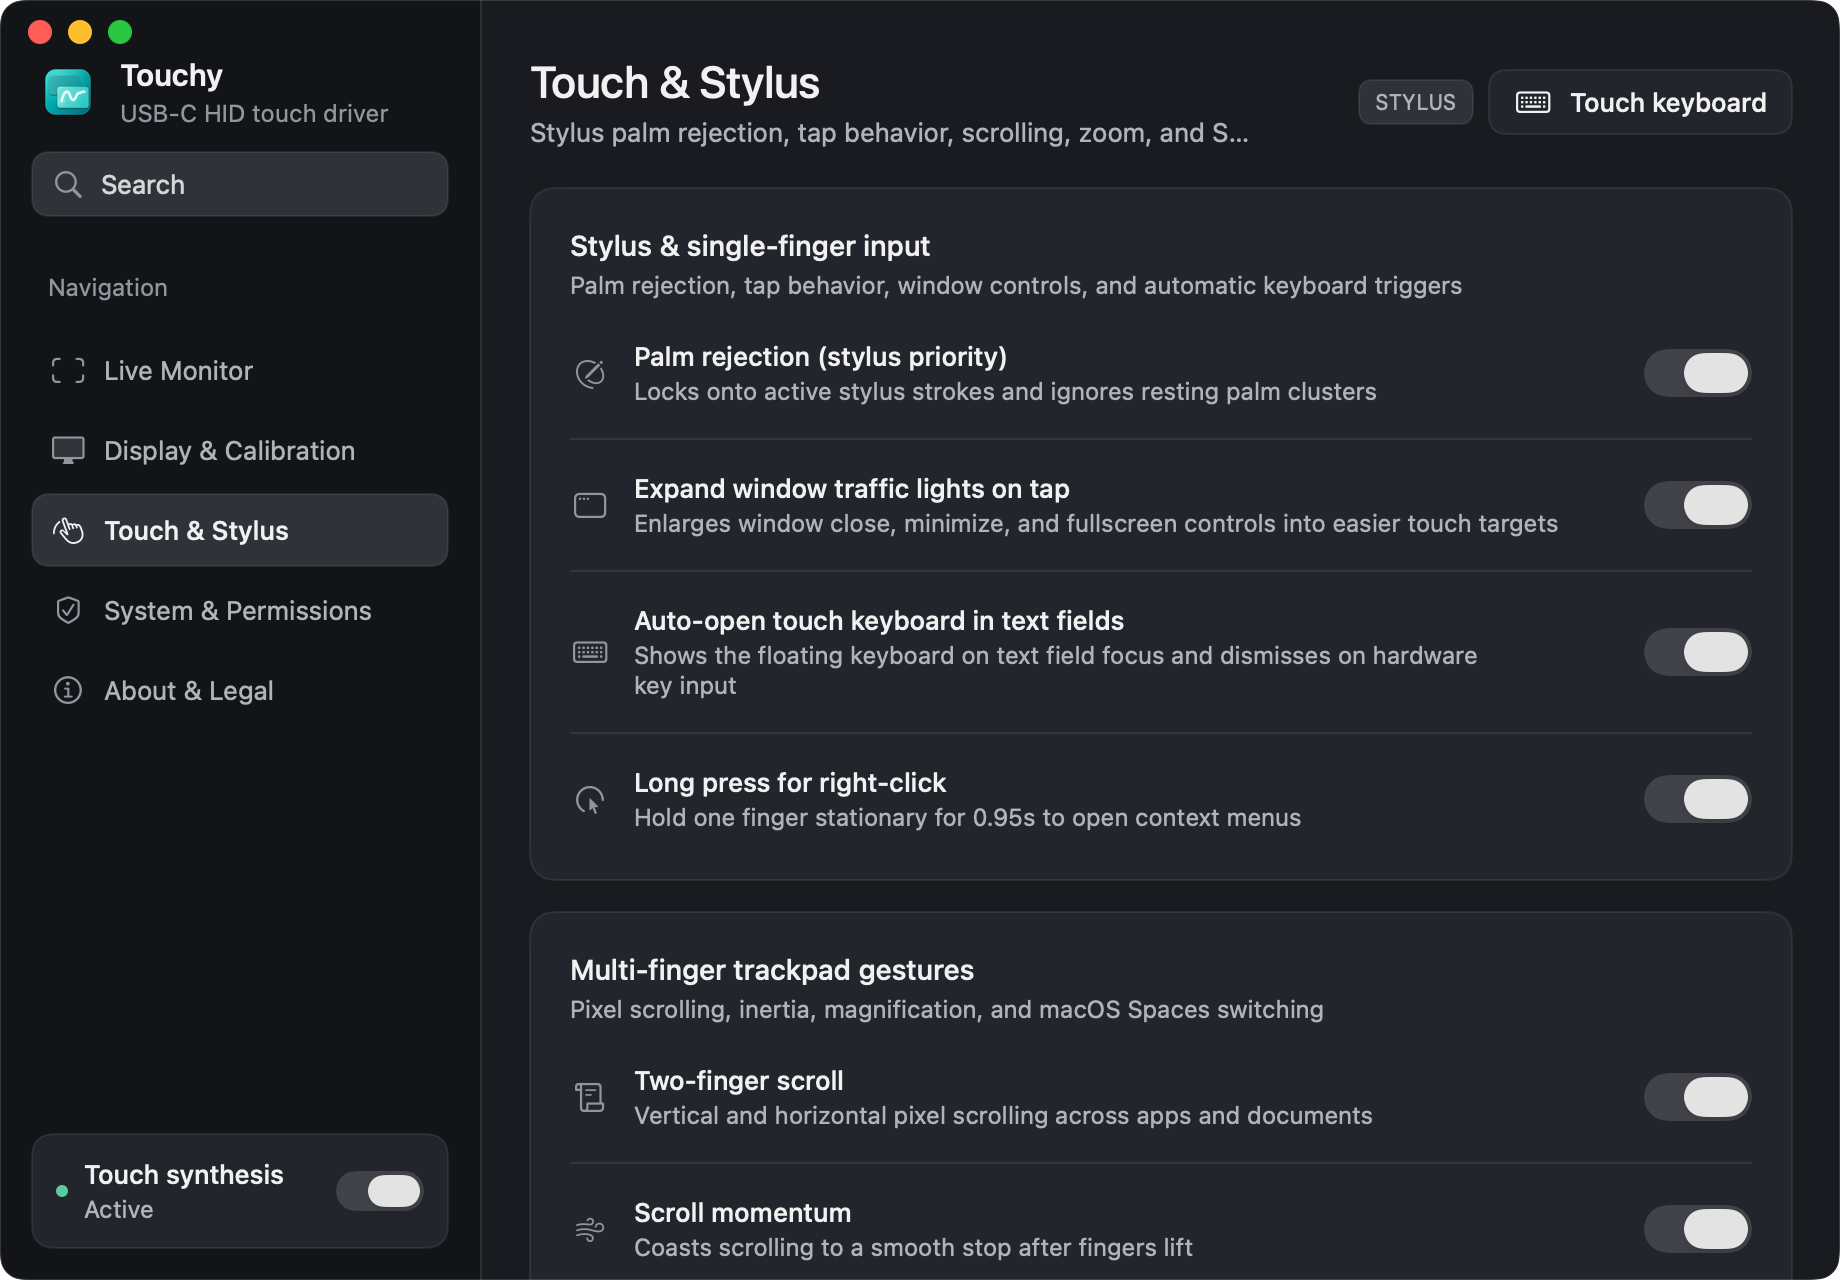 Touchy
USB-C HID touch driver
Search
Navigation
Live Monitor
Display & Calibration
Touch & Stylus
System & Permissions
About & Legal
Touch synthesis
Active
Touch & Stylus
Stylus palm rejection, tap behavior, scrolling, zoom, and S...
STYLUS
Touch keyboard
Stylus & single-finger input
Palm rejection, tap behavior, window controls, and automatic keyboard triggers
Palm rejection (stylus priority)
Locks onto active stylus strokes and ignores resting palm clusters
Expand window traffic lights on tap
Enlarges window close, minimize, and fullscreen controls into easier touch targets
Auto-open touch keyboard in text fields
Shows the floating keyboard on text field focus and dismisses on hardware
key input
Long press for right-click
Hold one finger stationary for 0.95s to open context menus
Multi-finger trackpad gestures
Pixel scrolling, inertia, magnification, and macOS Spaces switching
Two-finger scroll
Vertical and horizontal pixel scrolling across apps and documents
Scroll momentum
Coasts scrolling to a smooth stop after fingers lift